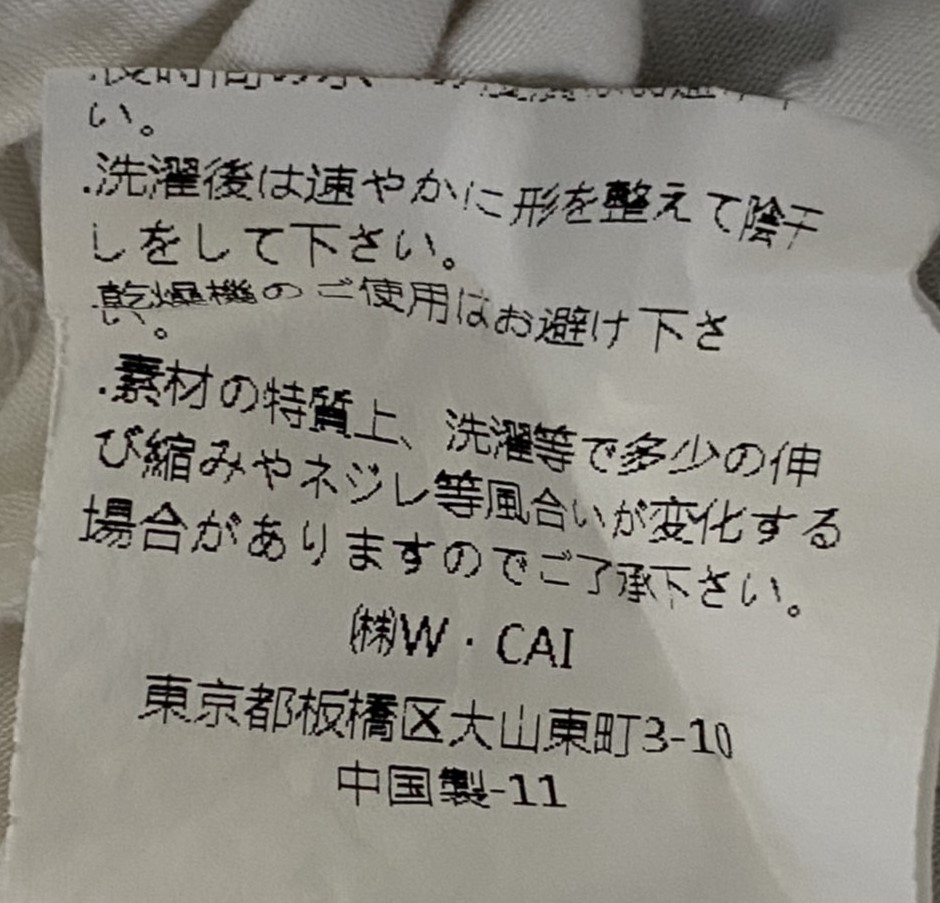 い。
.洗濯後は速やかに形を整えて陰干
しをして下さい。
乾燥機のご使用はお避け下さ
い。
.素材の特質上、洗濯等で多少の伸
び縮みやネジレ等風合いが変化する
場合がありますのでご了承下さい。
㈱W・CAI
東京都板橋区大山東町3-10
中国製-11